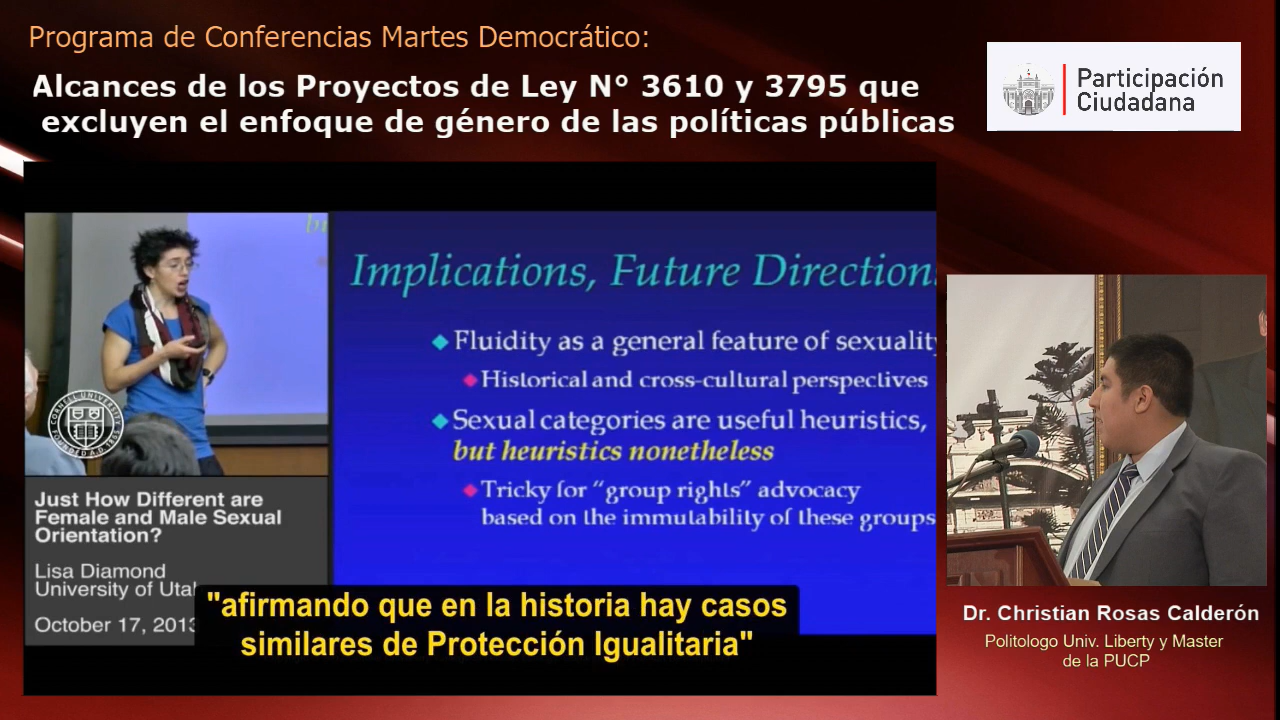 Programa de Conferencias Martes Democrático:
Alcances de los Proyectos de Ley N° 3610 y 3795 que
excluyen el enfoque de género de las políticas públicas
Participación
Ciudadana
Implications, Future Direction
Fluidity as a general feature of sexuality
Historical and cross-cultural perspectives
Sexual categories are useful heuristics,
but heuristics nonetheless
Tricky for “group rights” advocacy
based on the immutability of these groups
CORNELL UNIVERSITY
FOUNDED A.D.
Just How Different are
Female and Male Sexual
Orientation?
Lisa Diamond
University of Utah
October 17, 2013
"afirmando que en la historia hay casos
similares de Protección Igualitaria"
Dr. Christian Rosas Calderón
Politologo Univ. Liberty y Master
de la PUCP